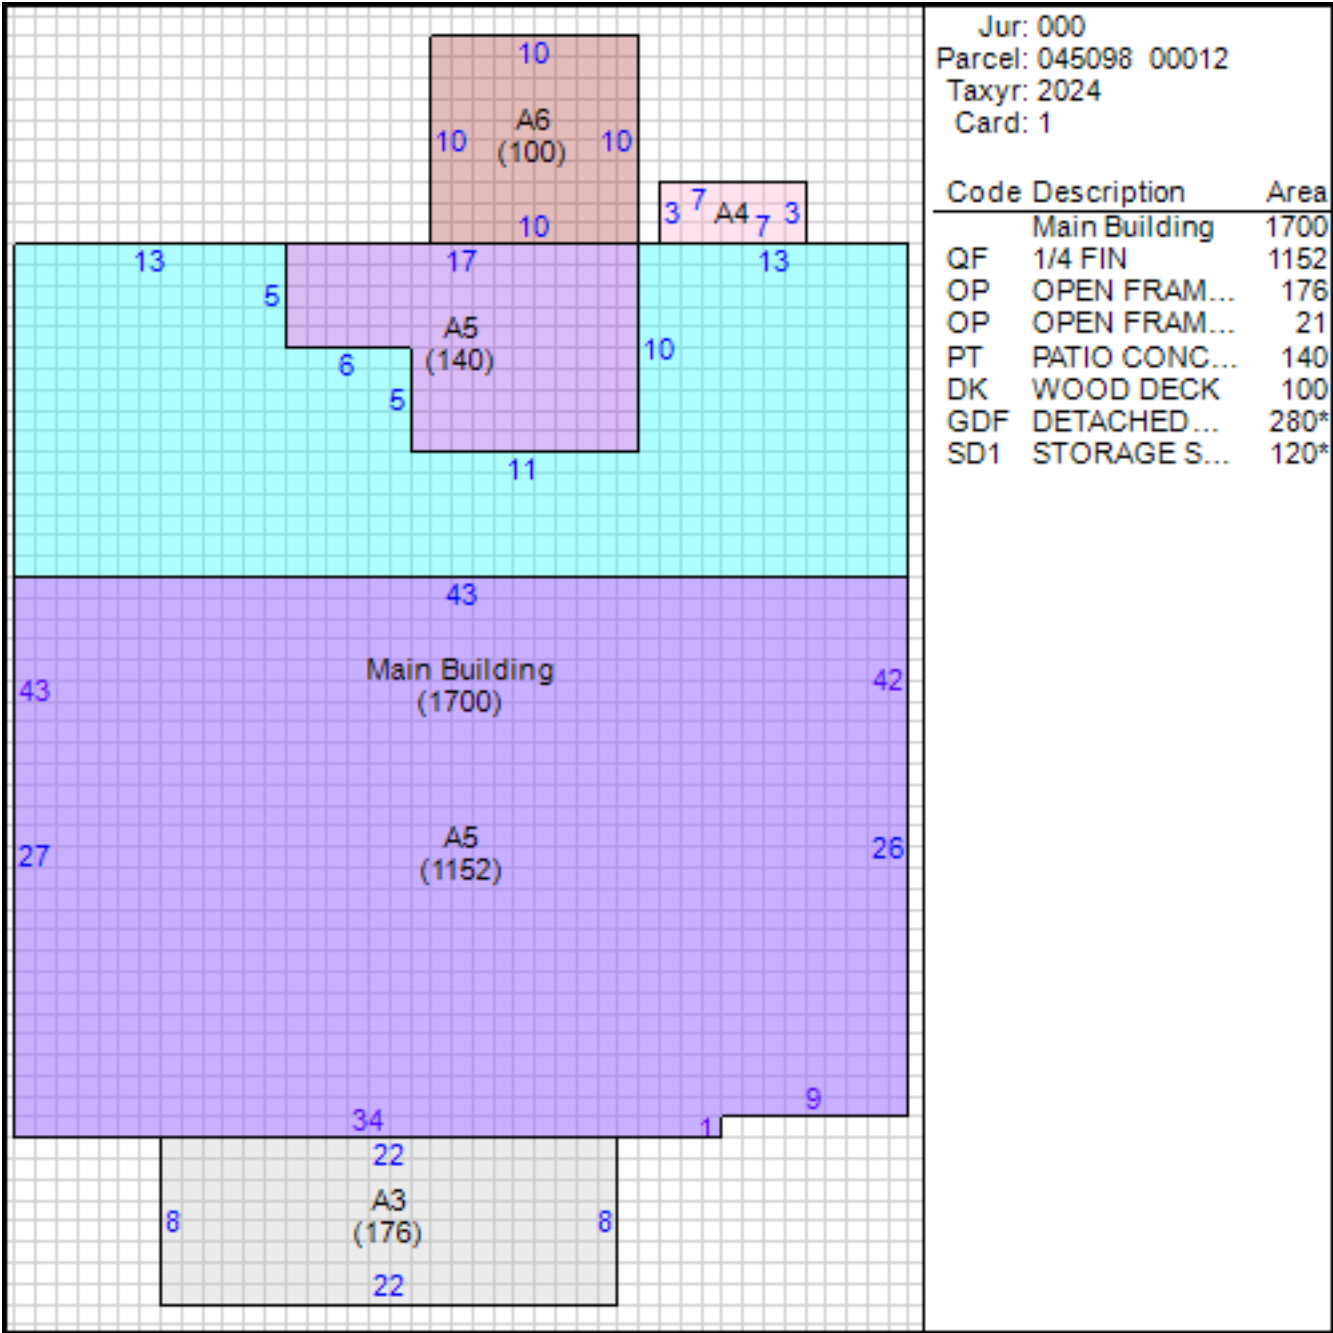 10
A6
10 (100) 10
10
3 7 A4 7 3
13 17 13
5
A5
(140)
10
6
5
11
43
Main Building
(1700)
43 42
A5
(1152)
27 26
9
34 1
22
A3
8 (176) 8
22
Jur: 000
Parcel: 045098 00012
Taxyr: 2024
Card: 1
Code Description Area
Main Building 1700
QF 1/4 FIN 1152
OP OPEN FRAM... 176
OP OPEN FRAM... 21
PT PATIO CONC... 140
DK WOOD DECK 100
GDF DETACHED... 280*
SD1 STORAGE S... 120*